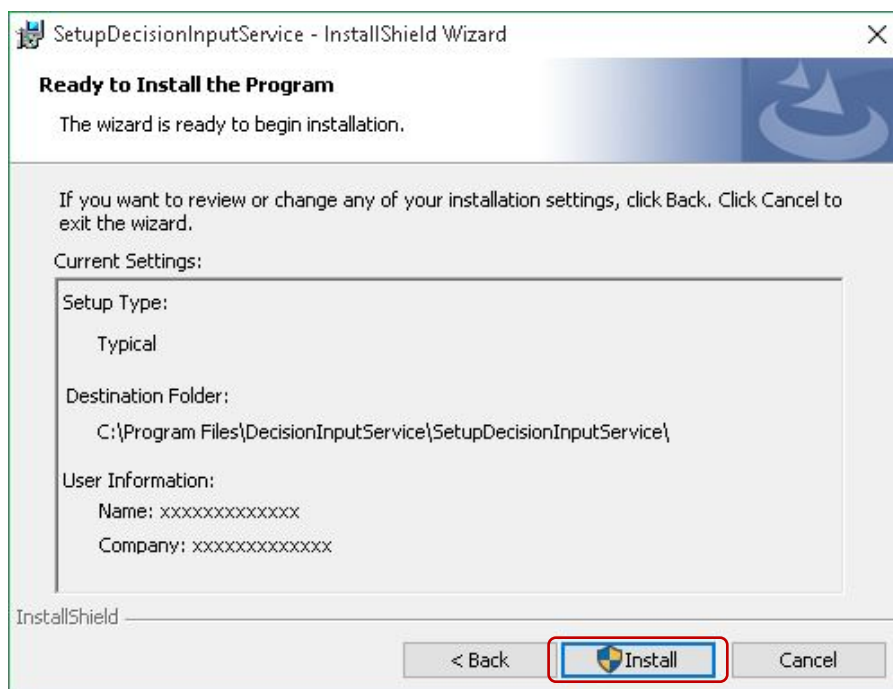 SetupDecisionInputService - InstallShield Wizard
Ready to Install the Program
The wizard is ready to begin installation.
If you want to review or change any of your installation settings, click Back. Click Cancel to
exit the wizard.
Current Settings:
Setup Type:
Typical
Destination Folder:
C:\Program Files\DecisionInputService\SetupDecisionInputService\
User Information:
Name: xxxxxxxxxxxxx
Company: xxxxxxxxxxxxx
InstallShield
< Back
Install
Cancel